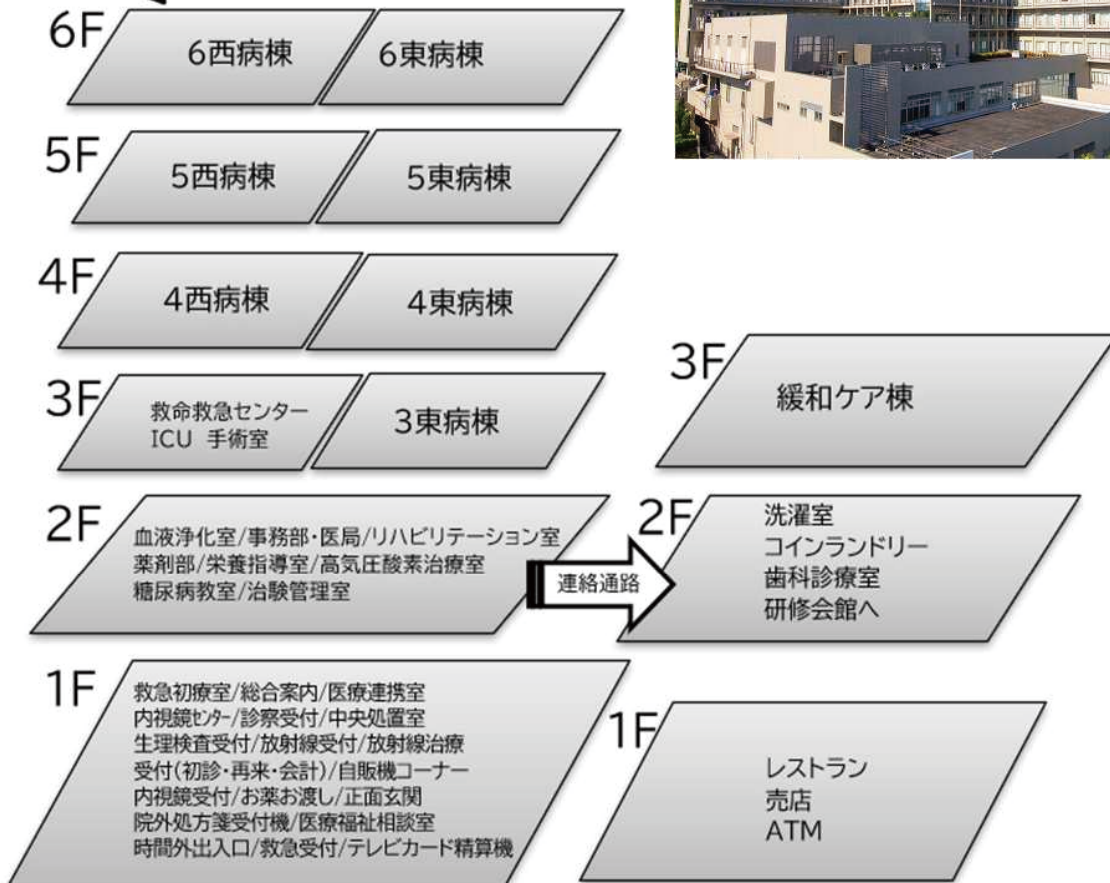 6F
6西病棟
6東病棟
5F
5西病棟
5東病棟
4F
4西病棟
4東病棟
3F
救命救急センター
ICU 手術室
3東病棟
3F
緩和ケア棟
2F
血液浄化室/事務部・医局/リハビリテーション室
薬剤部/栄養指導室/高気圧酸素治療室
糖尿病教室/治験管理室
連絡通路
2F
洗濯室
コインランドリー
歯科診療室
研修会館へ
1F
救急初療室/総合案内/医療連携室
内視鏡ｾﾝﾀｰ/診察受付/中央処置室
生理検査受付/放射線受付/放射線治療
受付(初診・再来・会計)/自販機コーナー
内視鏡受付/お薬お渡し/正面玄関
院外処方箋受付機/医療福祉相談室
時間外出入口/救急受付/テレビカード精算機
1F
レストラン
売店
ATM